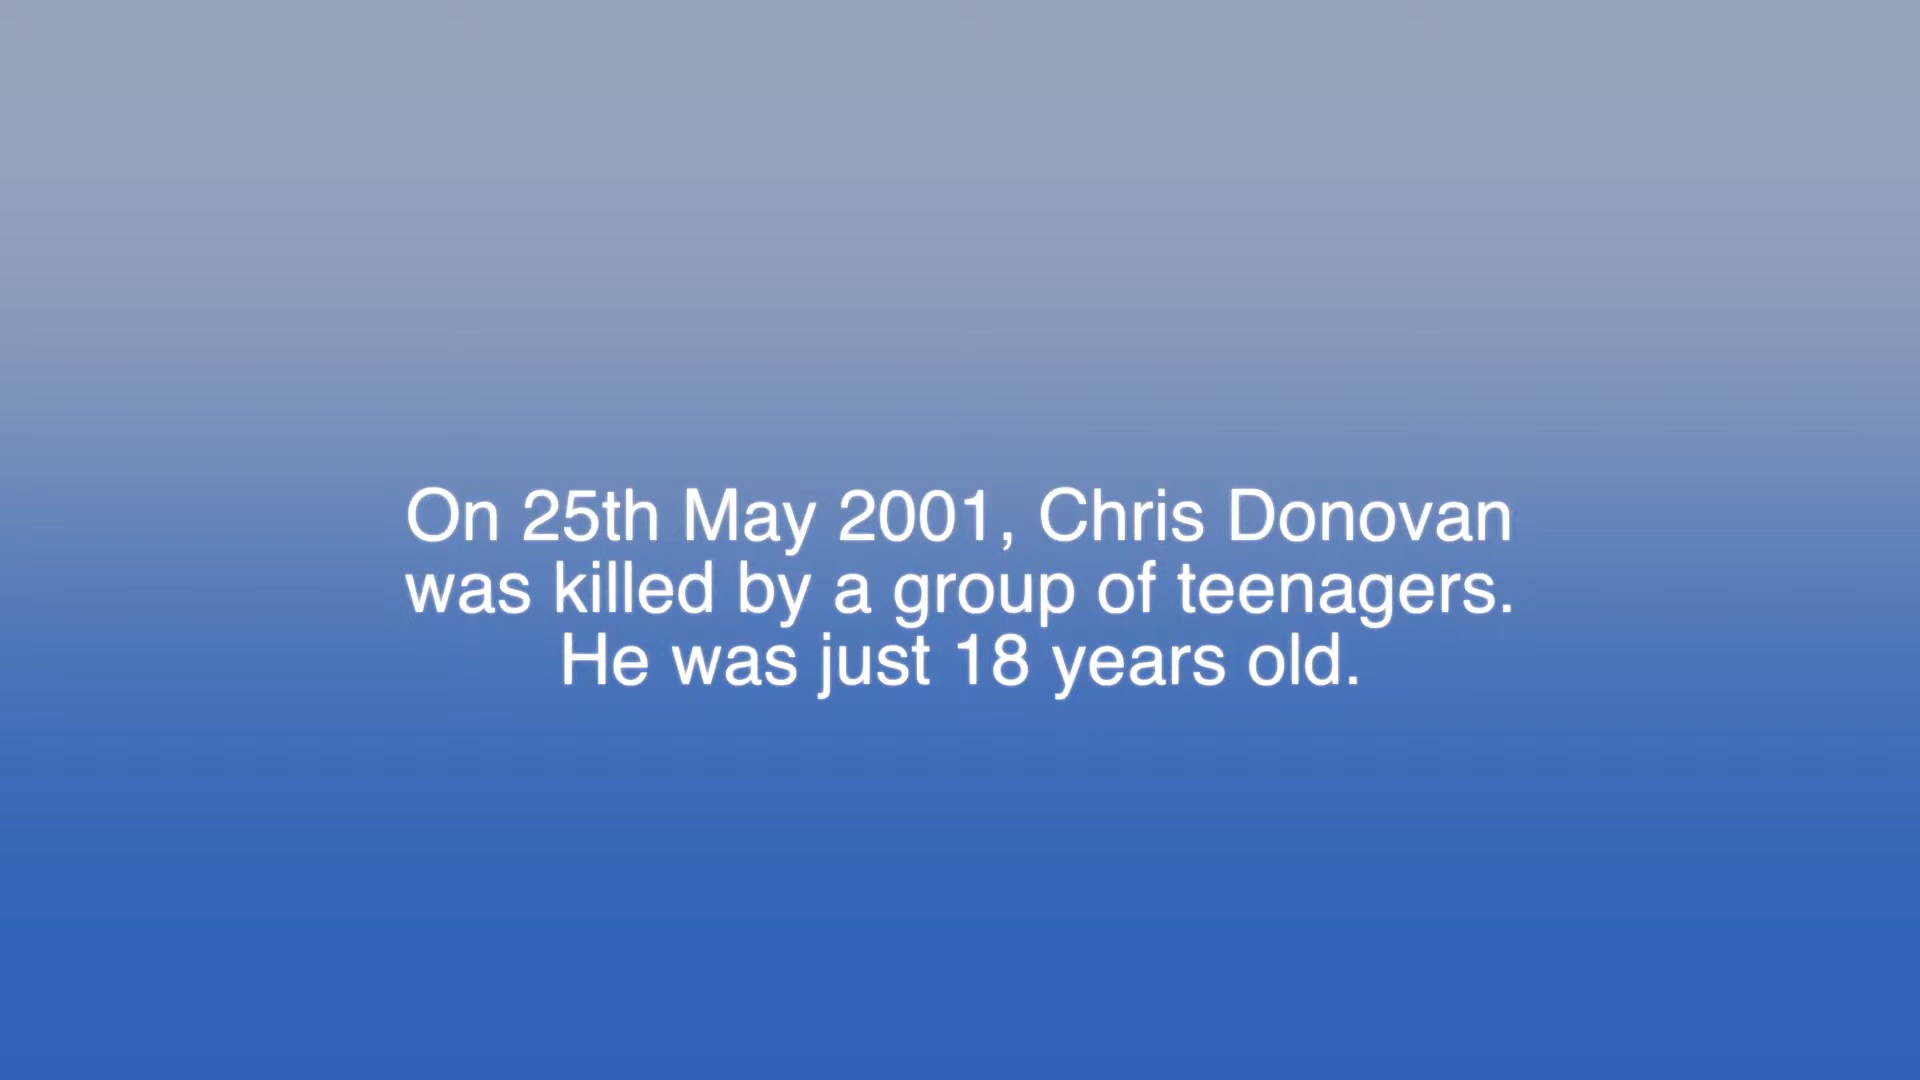 On 25th May 2001, Chris Donovan
was killed by a group of teenagers.
He was just 18 years old.